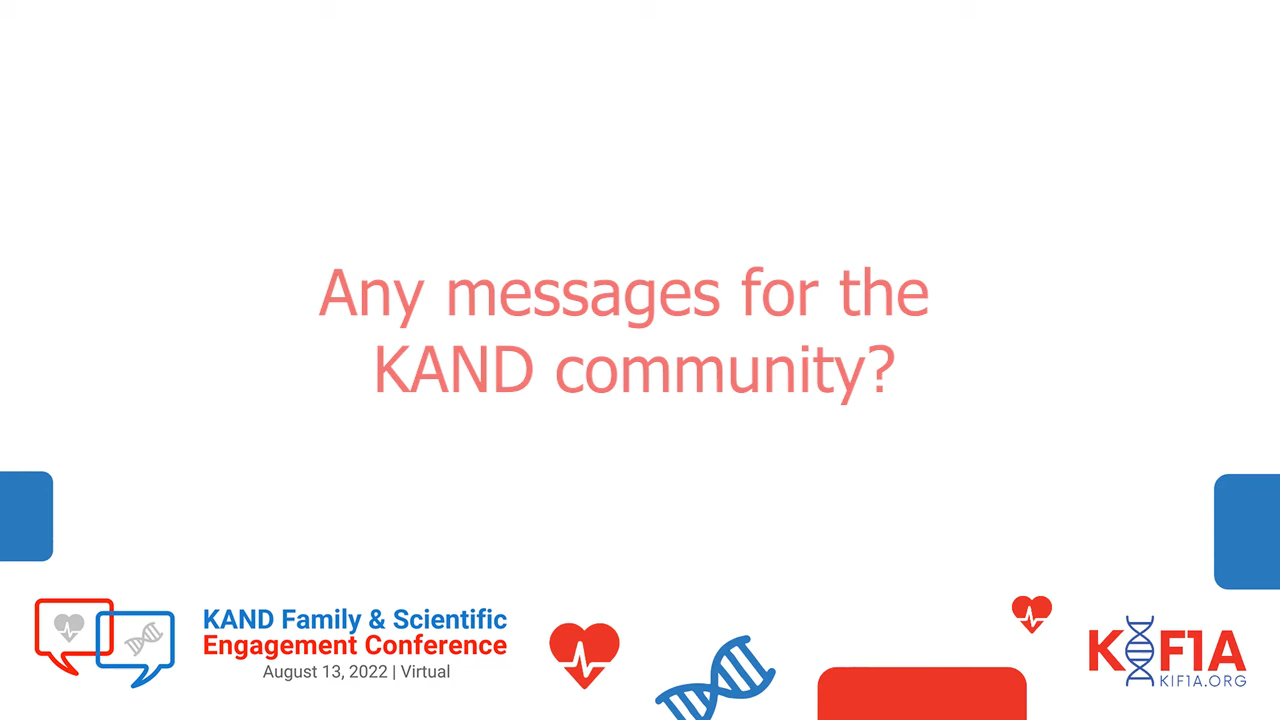 Any messages for the
KAND community?
KAND Family & Scientific
Engagement Conference
August 13, 2022 | Virtual
KIF1A
KIF1A.ORG